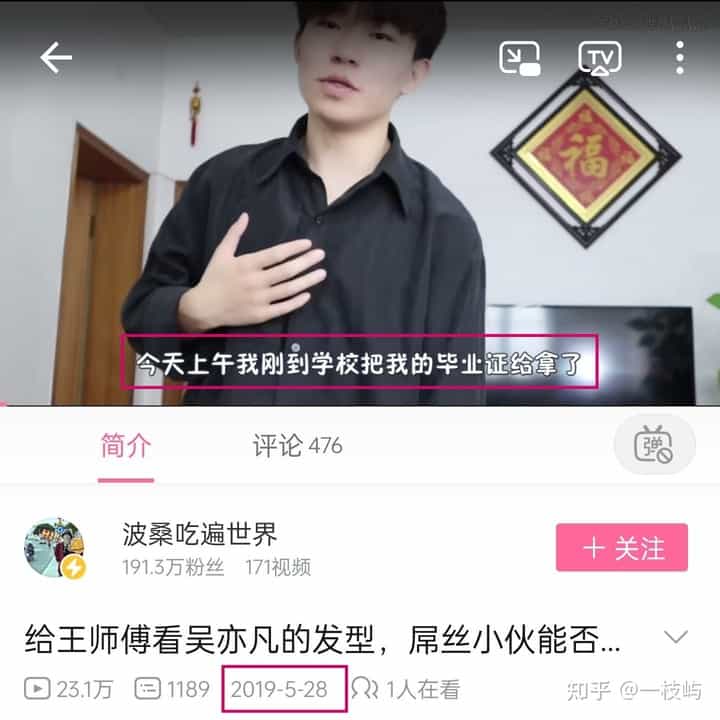 TV
福
今天上午我刚到学校把我的毕业证给拿了
简介
评论 476
弹
波桑吃遍世界
191.3万粉丝 171视频
＋ 关注
给王师傅看吴亦凡的发型，屌丝小伙能否...
23.1万 1189 2019-5-28 1人在看
知乎 @一枝屿